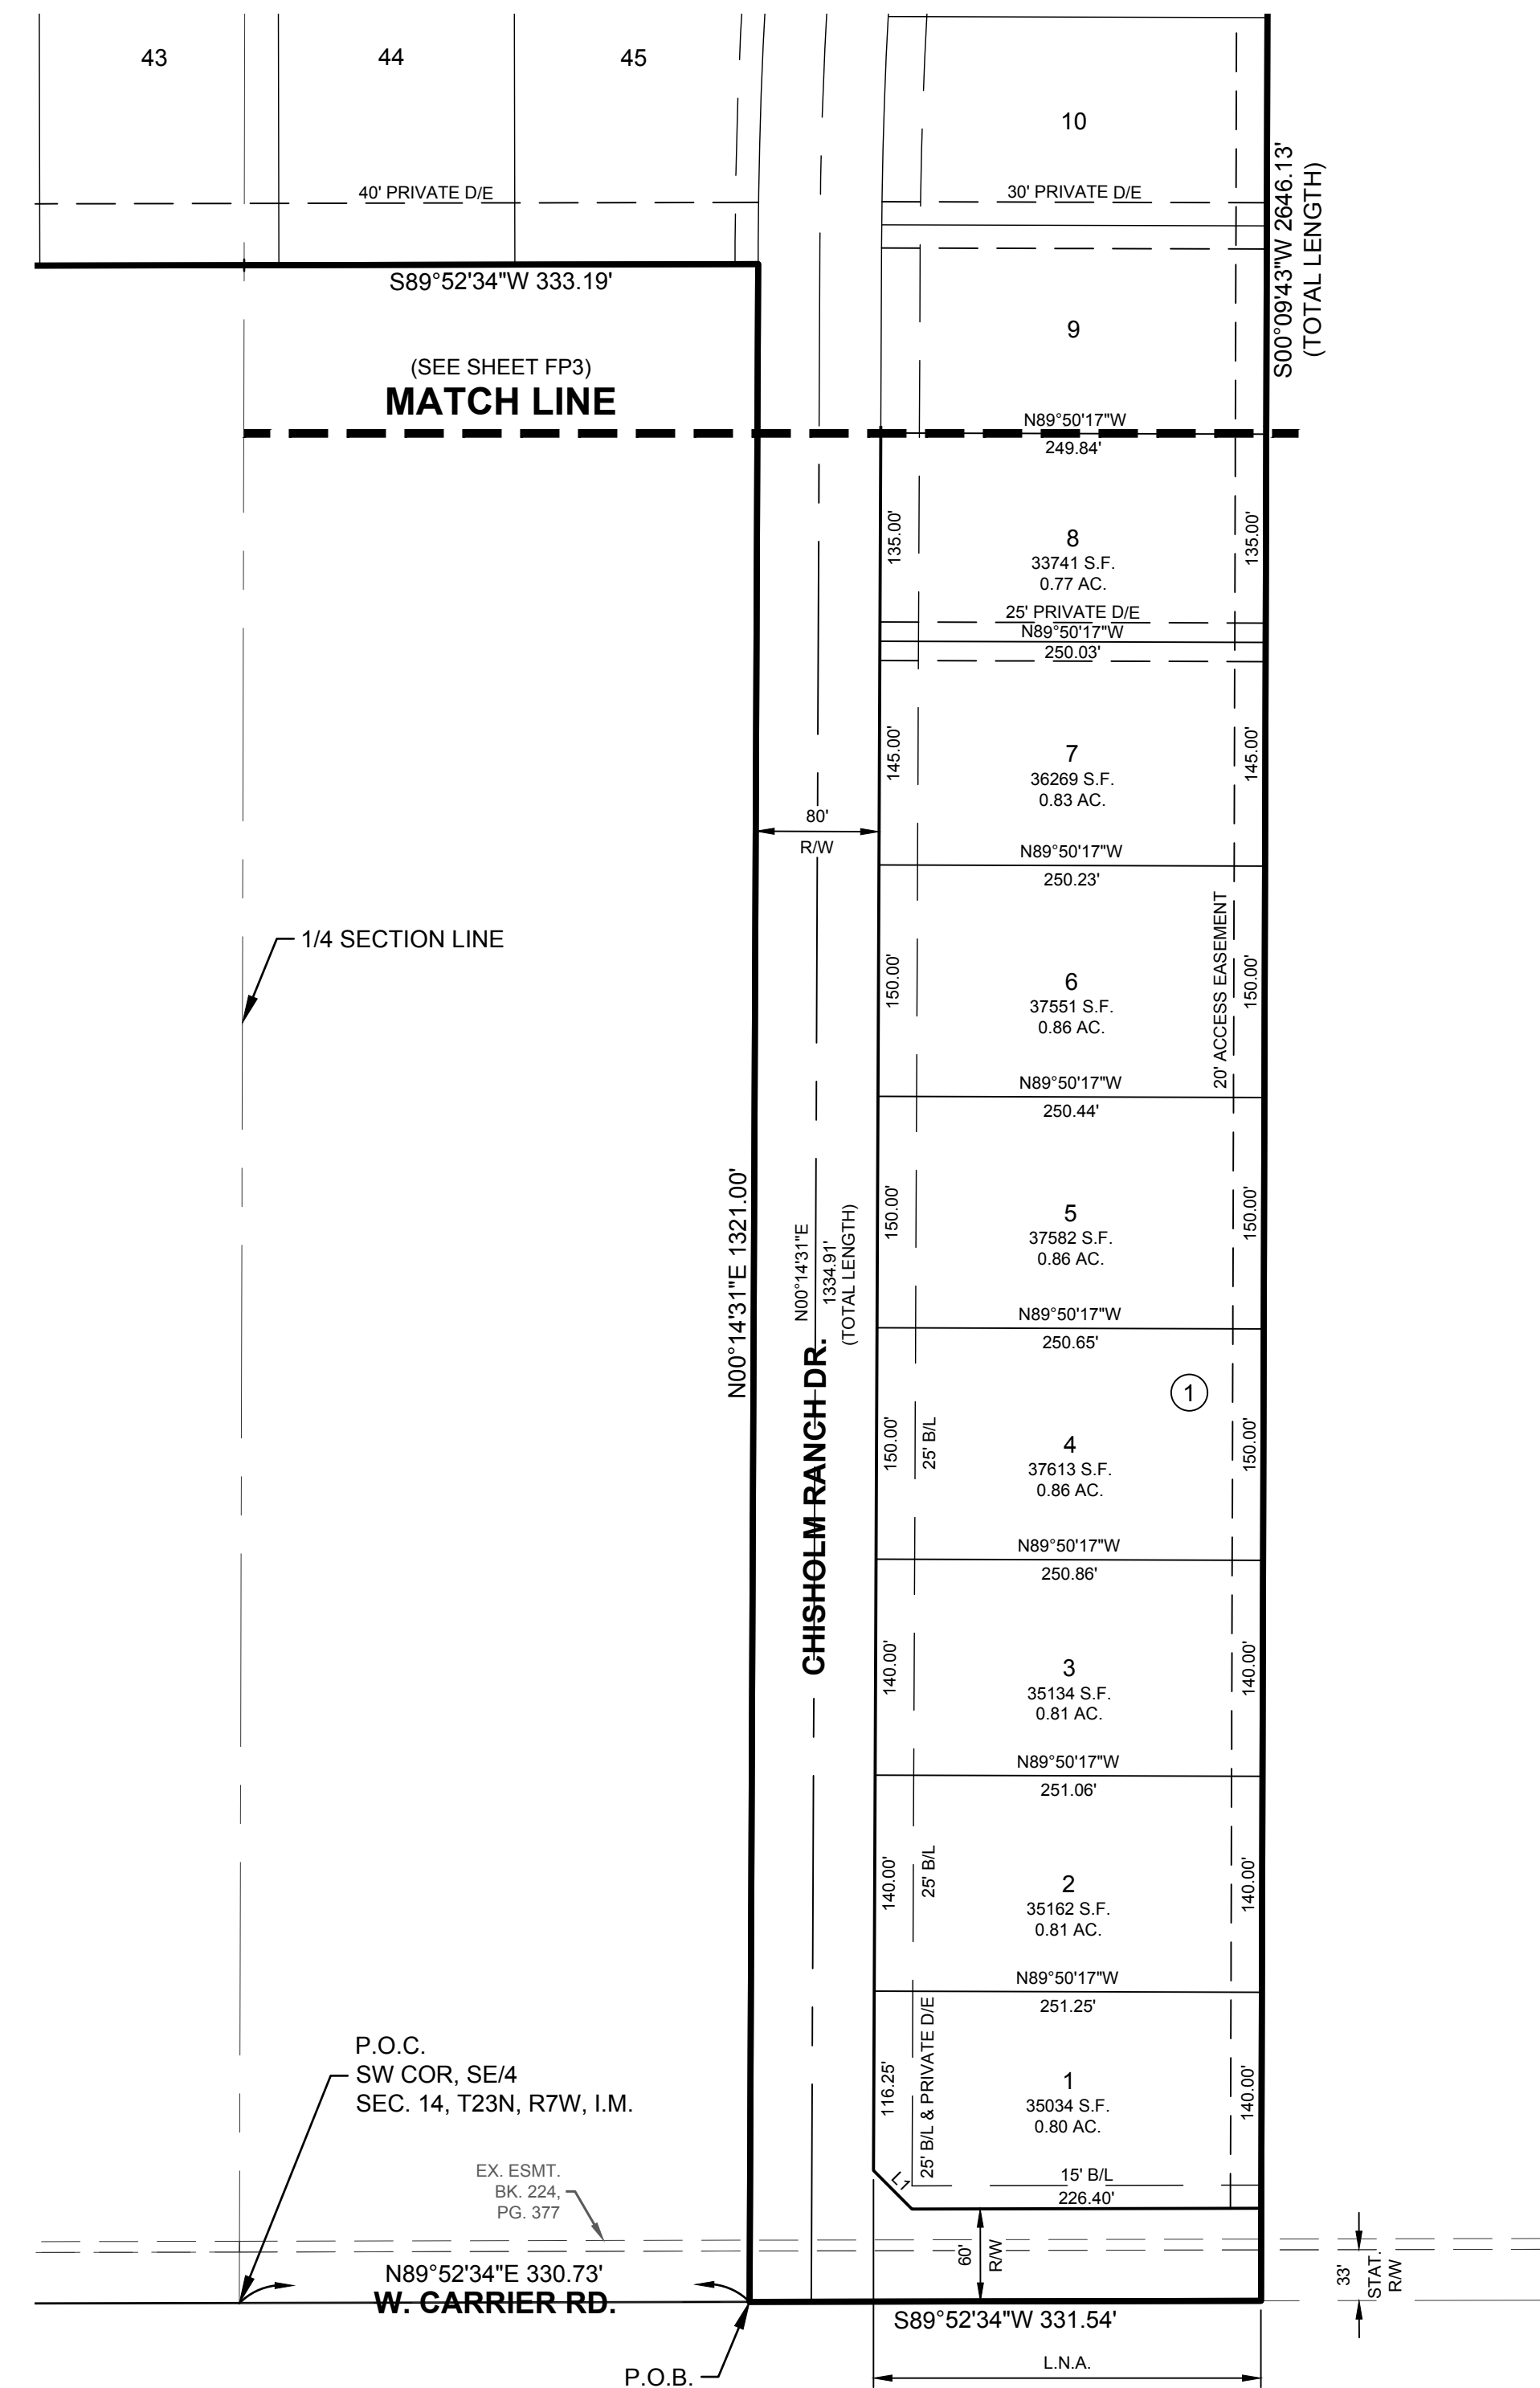 43
44
45
10
40' PRIVATE D/E
30' PRIVATE D/E
S00°09'43"W 2646.13'
(TOTAL LENGTH)
S89°52'34"W 333.19'
9
(SEE SHEET FP3)
MATCH LINE
N89°50'17"W
249.84'
135.00'
8
33741 S.F.
0.77 AC.
135.00'
25' PRIVATE D/E
N89°50'17"W
250.03'
145.00'
7
36269 S.F.
0.83 AC.
145.00'
80'
R/W
N89°50'17"W
250.23'
1/4 SECTION LINE
150.00'
6
37551 S.F.
0.86 AC.
20' ACCESS EASEMENT
150.00'
N89°50'17"W
250.44'
N00°14'31"E 1321.00'
N00°14'31"E
1334.91'
(TOTAL LENGTH)
150.00'
5
37582 S.F.
0.86 AC.
150.00'
N89°50'17"W
250.65'
1
CHISHOLM RANCH DR.
150.00'
25' B/L
4
37613 S.F.
0.86 AC.
150.00'
N89°50'17"W
250.86'
140.00'
3
35134 S.F.
0.81 AC.
140.00'
N89°50'17"W
251.06'
140.00'
25' B/L
2
35162 S.F.
0.81 AC.
140.00'
N89°50'17"W
251.25'
P.O.C.
SW COR, SE/4
SEC. 14, T23N, R7W, I.M.
116.25'
25' B/L & PRIVATE D/E
1
35034 S.F.
0.80 AC.
140.00'
L1
15' B/L
226.40'
EX. ESMT.
BK. 224,
PG. 377
60'
R/W
33'
STAT.
R/W
N89°52'34"E 330.73'
W. CARRIER RD.
S89°52'34"W 331.54'
L.N.A.
P.O.B.